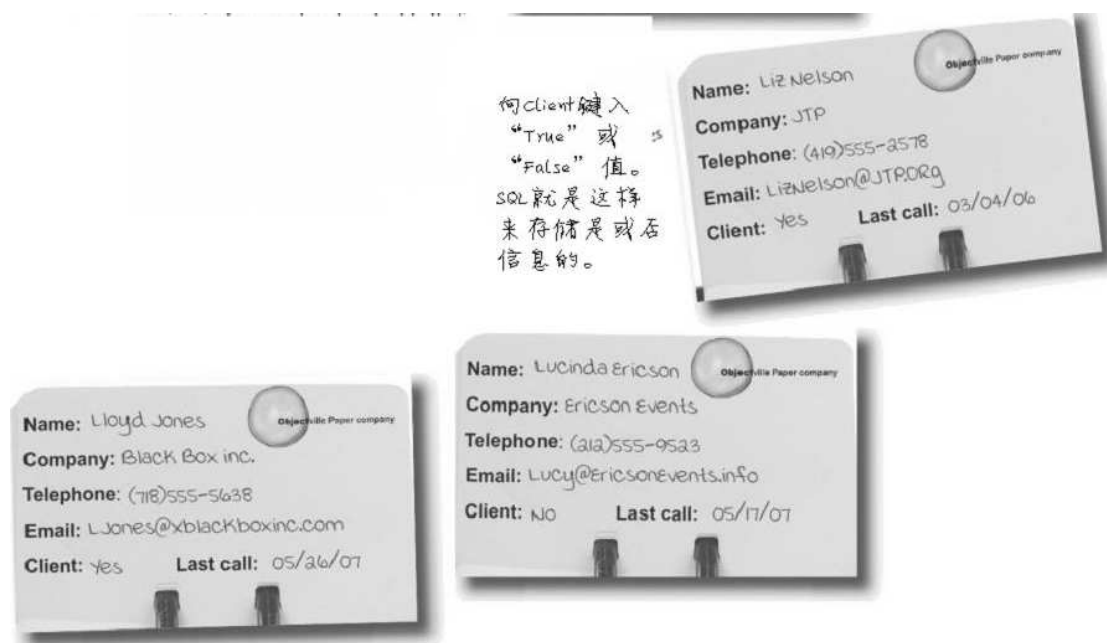 向Client键入
“True” 或
“False” 值。
SQL就是这样
来存储是或否
信息的。
Objectville Paper company
Name: Liz Nelson
Company: JTP
Telephone: (419)555-2578
Email: LizNelson@JTP.ORg
Client: Yes Last call: 03/04/06
Objectville Paper company
Name: Lucinda Ericson
Company: Ericson Events
Telephone: (212)555-9523
Email: Lucy@EricsonEvents.info
Client: NO Last call: 05/17/07
Objectville Paper company
Name: Lloyd Jones
Company: Black Box inc.
Telephone: (718)555-5638
Email: LJones@xblackboxinc.com
Client: Yes Last call: 05/26/07